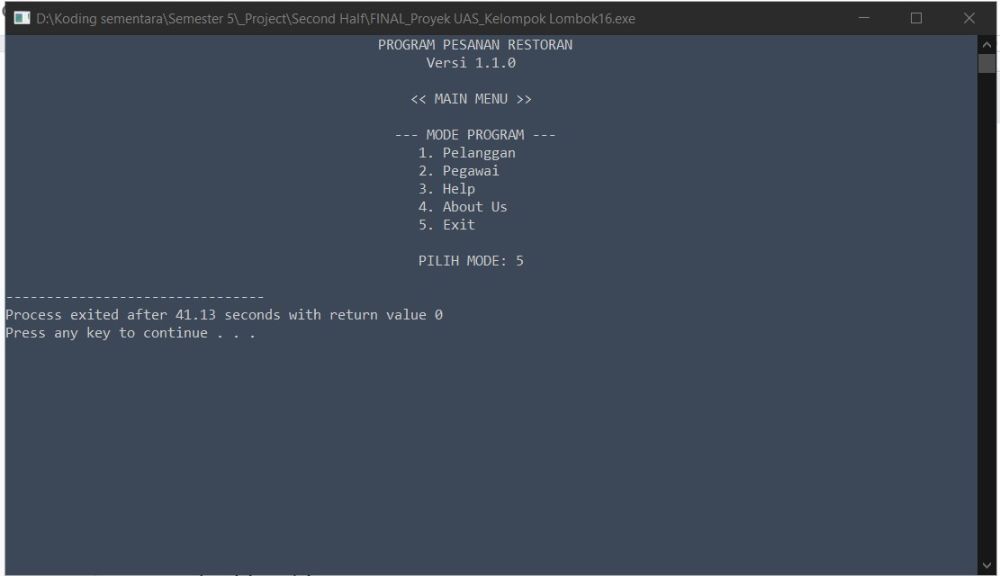 D:\Koding sementara\Semester 5\_Project\Second Half\FINAL_Proyek UAS_Kelompok Lombok16.exe
PROGRAM PESANAN RESTORAN
Versi 1.1.0
<< MAIN MENU >>
--- MODE PROGRAM ---
1. Pelanggan
2. Pegawai
3. Help
4. About Us
5. Exit
PILIH MODE: 5
--------------------------------
Process exited after 41.13 seconds with return value 0
Press any key to continue . . .